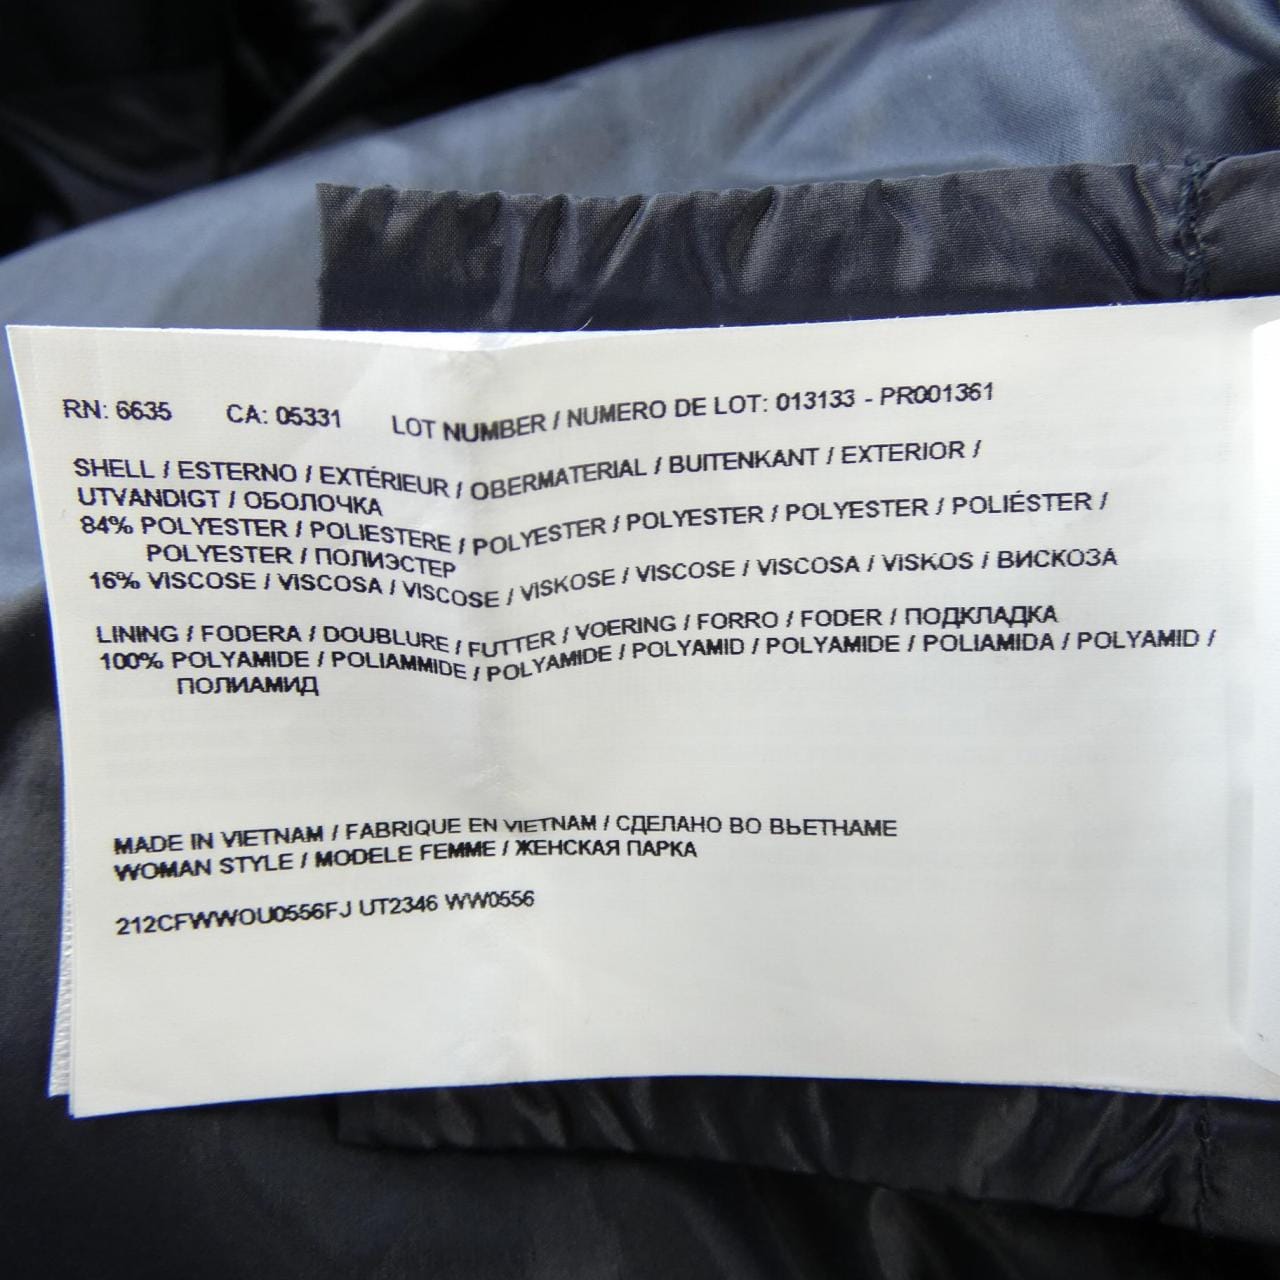 RN: 6635 CA: 05331 LOT NUMBER / NUMERO DE LOT: 013133 - PR001361
SHELL / ESTERNO / EXTÉRIEUR / OBERMATERIAL / BUITENKANT / EXTERIOR /
UTVANDIGT / ОБОЛОЧКА
84% POLYESTER / POLIESTERE / POLYESTER / POLYESTER / POLYESTER / POLIÉSTER /
POLYESTER / ПОЛИЭСТЕР
16% VISCOSE / VISCOSA / VISCOSE / VISKOSE / VISCOSE / VISCOSA / VISKOS / ВИСКОЗА
LINING / FODERA / DOUBLURE / FUTTER / VOERING / FORRO / FODER / ПОДКЛАДКА
100% POLYAMIDE / POLIAMMIDE / POLYAMIDE / POLYAMID / POLYAMIDE / POLIAMIDA / POLYAMID /
ПОЛИАМИД
MADE IN VIETNAM / FABRIQUE EN VIETNAM / СДЕЛАНО ВО ВЬЕТНАМЕ
WOMAN STYLE / MODELE FEMME / ЖЕНСКАЯ ПАРКА
212CFWWOU0556FJ UT2346 WW0556